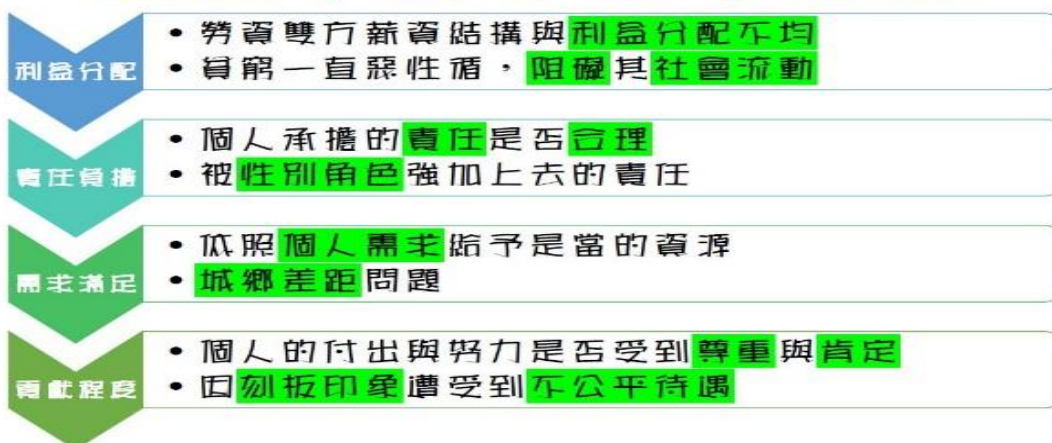 利益分配
• 勞資雙方薪資結構與利益分配不均
• 貧窮一直惡性循，阻礙其社會流動
責任負擔
• 個人承擔的責任是否合理
• 被性別角色強加上去的責任
需求滿足
• 依照個人需求給予是當的資源
• 城鄉差距問題
貢獻程度
• 個人的付出與努力是否受到尊重與肯定
• 因刻板印象遭受到不公平待遇